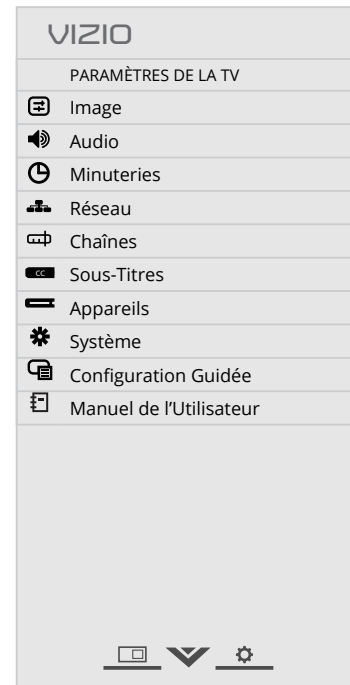 VIZIO
PARAMÈTRES DE LA TV
Image
Audio
Minuteries
Réseau
Chaînes
CC Sous-Titres
Appareils
Système
Configuration Guidée
Manuel de l’Utilisateur